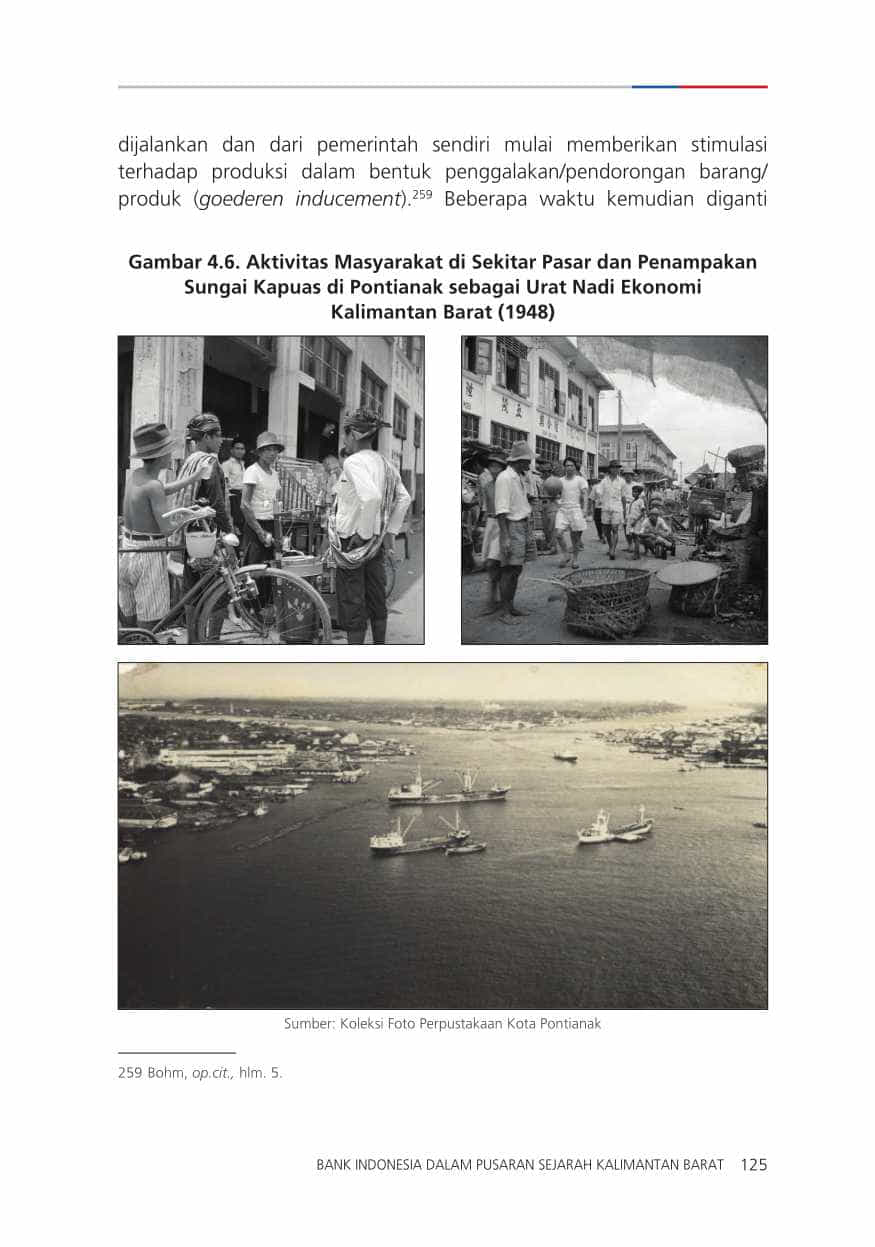 dijalankan dan dari pemerintah sendiri mulai memberikan stimulasi
terhadap produksi dalam bentuk penggalakan/pendorongan barang/
produk (goederen inducement).259 Beberapa waktu kemudian diganti
Gambar 4.6. Aktivitas Masyarakat di Sekitar Pasar dan Penampakan
Sungai Kapuas di Pontianak sebagai Urat Nadi Ekonomi
Kalimantan Barat (1948)
Sumber: Koleksi Foto Perpustakaan Kota Pontianak
259 Bohm, op.cit., hlm. 5.
BANK INDONESIA DALAM PUSARAN SEJARAH KALIMANTAN BARAT 125